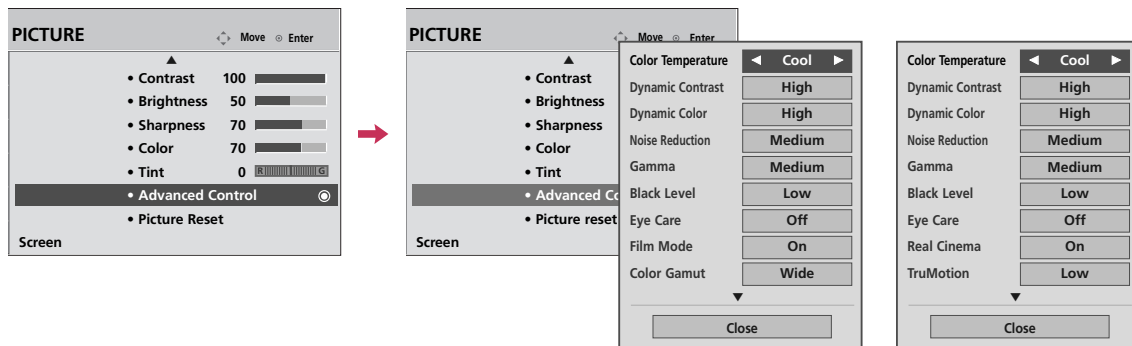 PICTURE
Move Enter
• Contrast 100
• Brightness 50
• Sharpness 70
• Color 70
• Tint 0 R G
• Advanced Control
• Picture Reset
Screen
PICTURE
Move Enter
• Contrast
• Brightness
• Sharpness
• Color
• Tint
• Advanced Co
• Picture reset
Screen
Color Temperature Cool
Dynamic Contrast High
Dynamic Color High
Noise Reduction Medium
Gamma Medium
Black Level Low
Eye Care Off
Film Mode On
Color Gamut Wide
Close
Color Temperature Cool
Dynamic Contrast High
Dynamic Color High
Noise Reduction Medium
Gamma Medium
Black Level Low
Eye Care Off
Real Cinema On
TruMotion Low
Close